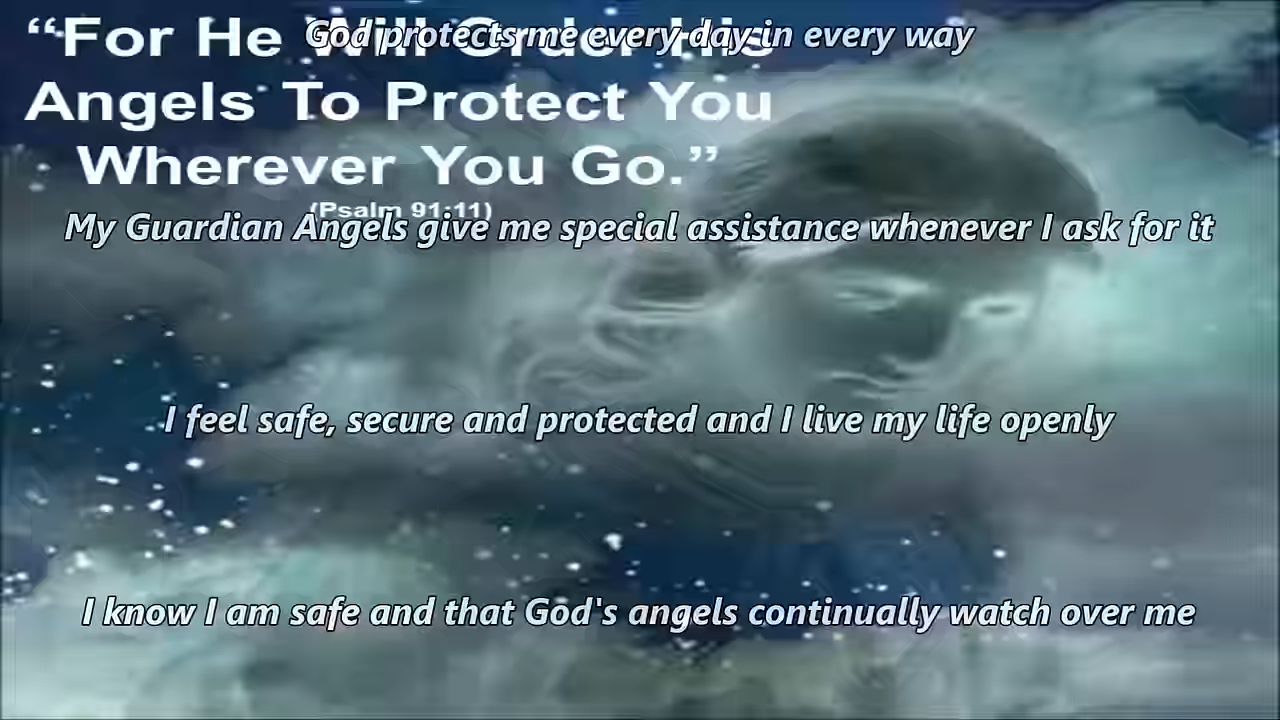 “For He Will Order His
God protects me every day in every way
Angels To Protect You
Wherever You Go.”
(Psalm 91:11)
My Guardian Angels give me special assistance whenever I ask for it
I feel safe, secure and protected and I live my life openly
I know I am safe and that God's angels continually watch over me